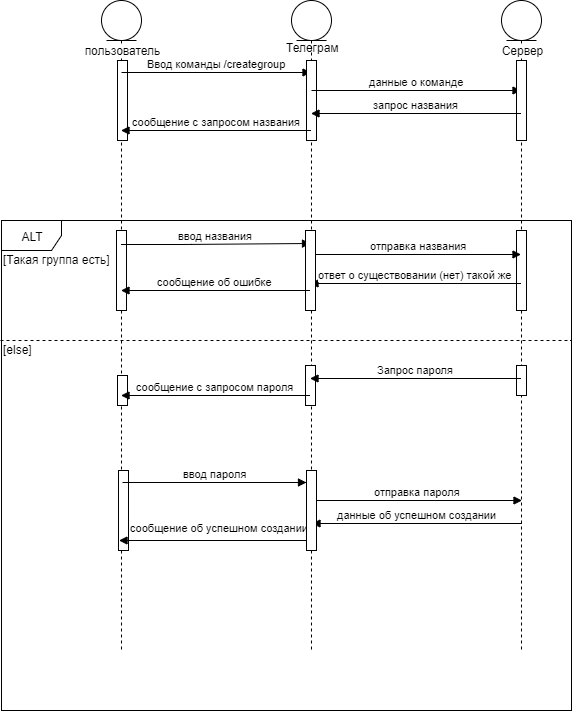 пользователь
Телеграм
Сервер
Ввод команды /creategroup
данные о команде
запрос названия
сообщение с запросом названия
ALT
[Такая группа есть]
ввод названия
отправка названия
ответ о существовании (нет) такой же
сообщение об ошибке
[else]
Запрос пароля
сообщение с запросом пароля
ввод пароля
отправка пароля
данные об успешном создании
сообщение об успешном создании